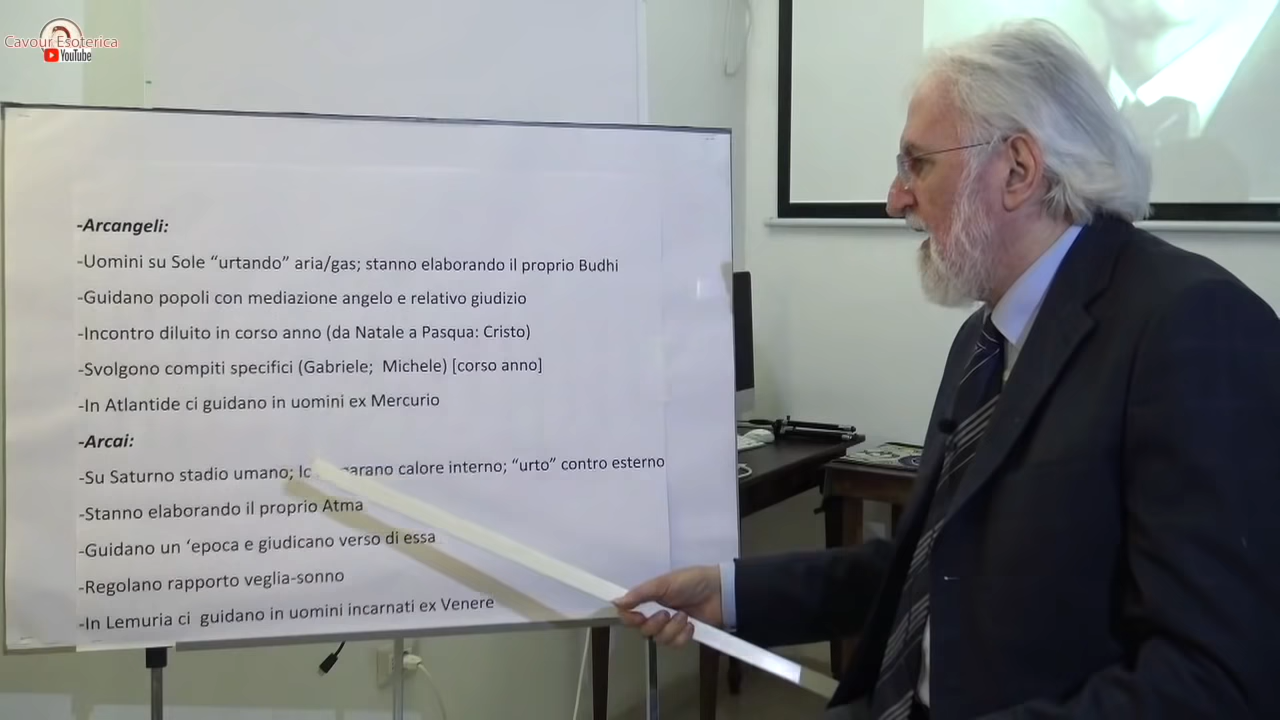 Cavour Esoterica
YouTube
-Arcangeli:
-Uomini su Sole “urtando” aria/gas; stanno elaborando il proprio Budhi
-Guidano popoli con mediazione angelo e relativo giudizio
-Incontro diluito in corso anno (da Natale a Pasqua: Cristo)
-Svolgono compiti specifici (Gabriele;  Michele) [corso anno]
-In Atlantide ci guidano in uomini ex Mercurio
-Arcai:
-Su Saturno stadio umano; calore interno; “urto” contro esterno
-Stanno elaborando il proprio Atma
-Guidano un ‘epoca e giudicano verso di essa
-Regolano rapporto veglia-sonno
-In Lemuria ci  guidano in uomini incarnati ex Venere